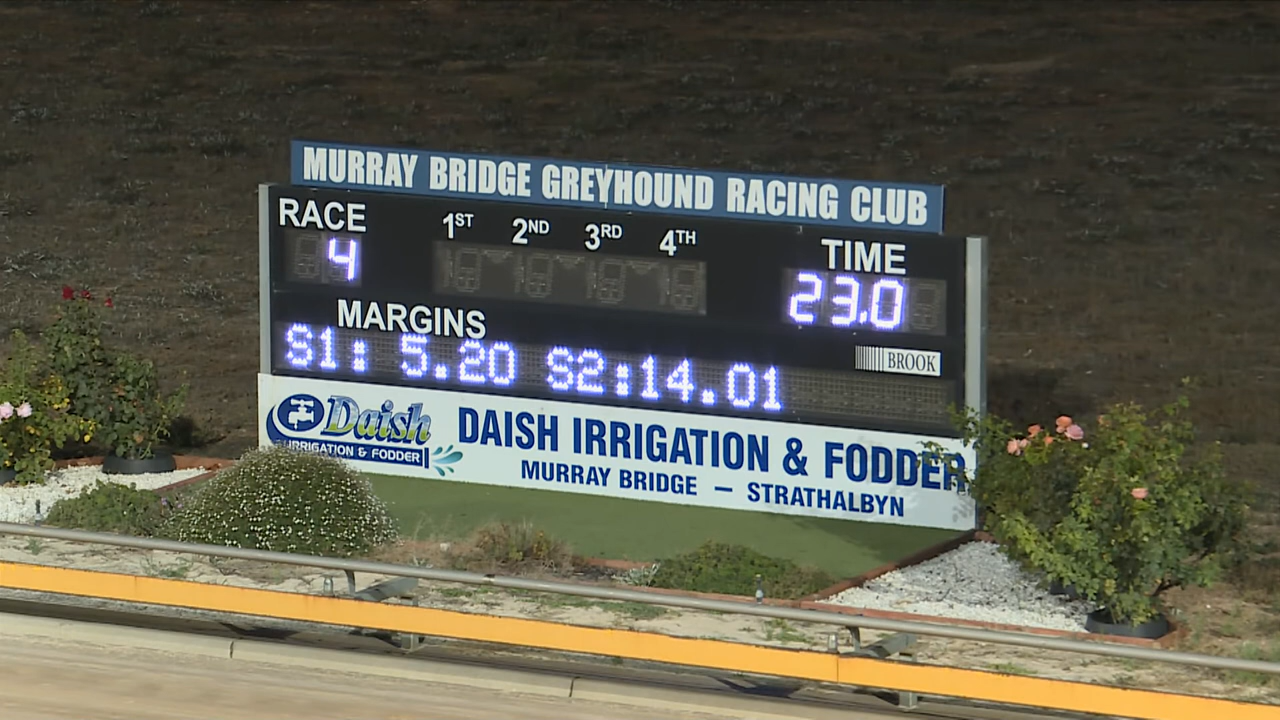 MURRAY BRIDGE GREYHOUND RACING CLUB
RACE 1ST 2ND 3RD 4TH TIME
4 23.0
MARGINS
S1: 5.20 S2:14.01
BROOK
Daish
IRRIGATION & FODDER
DAISH IRRIGATION & FODDER
MURRAY BRIDGE – STRATHALBYN